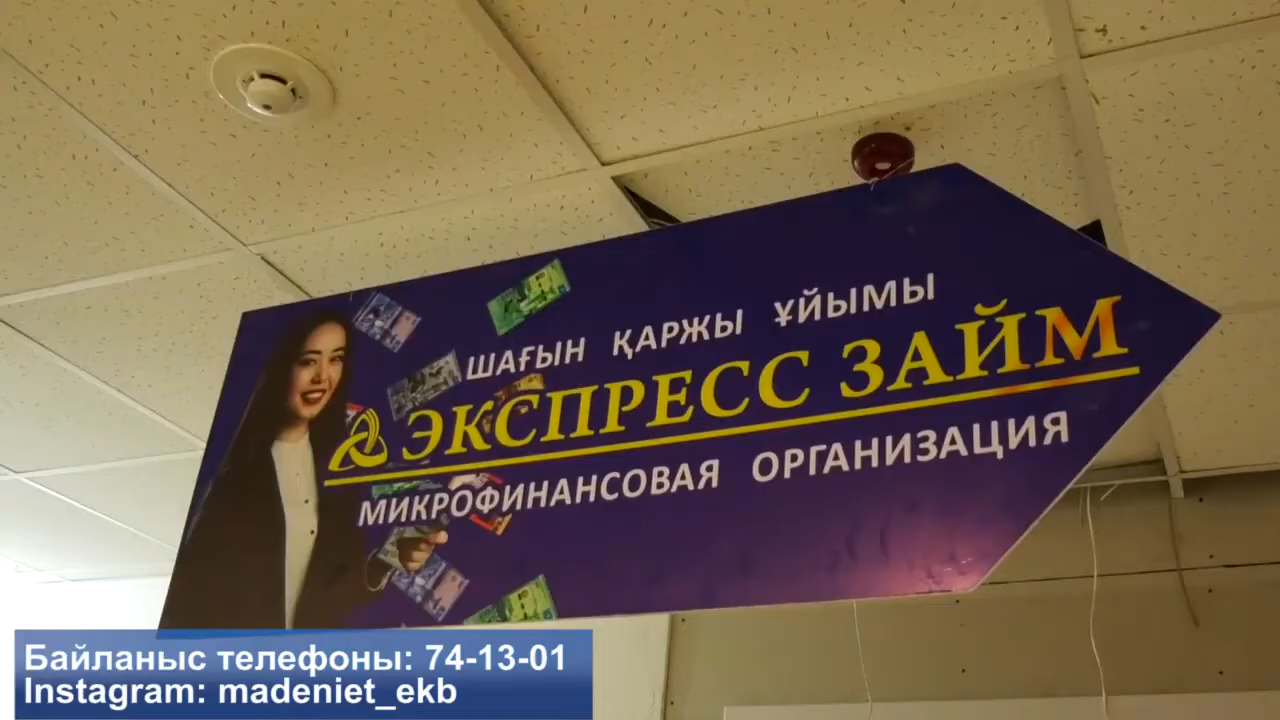 ШАҒЫН ҚАРЖЫ ҰЙЫМЫ
ЭКСПРЕСС ЗАЙМ
МИКРОФИНАНСОВАЯ ОРГАНИЗАЦИЯ
Байланыс телефоны: 74-13-01
Instagram: madeniet_ekb